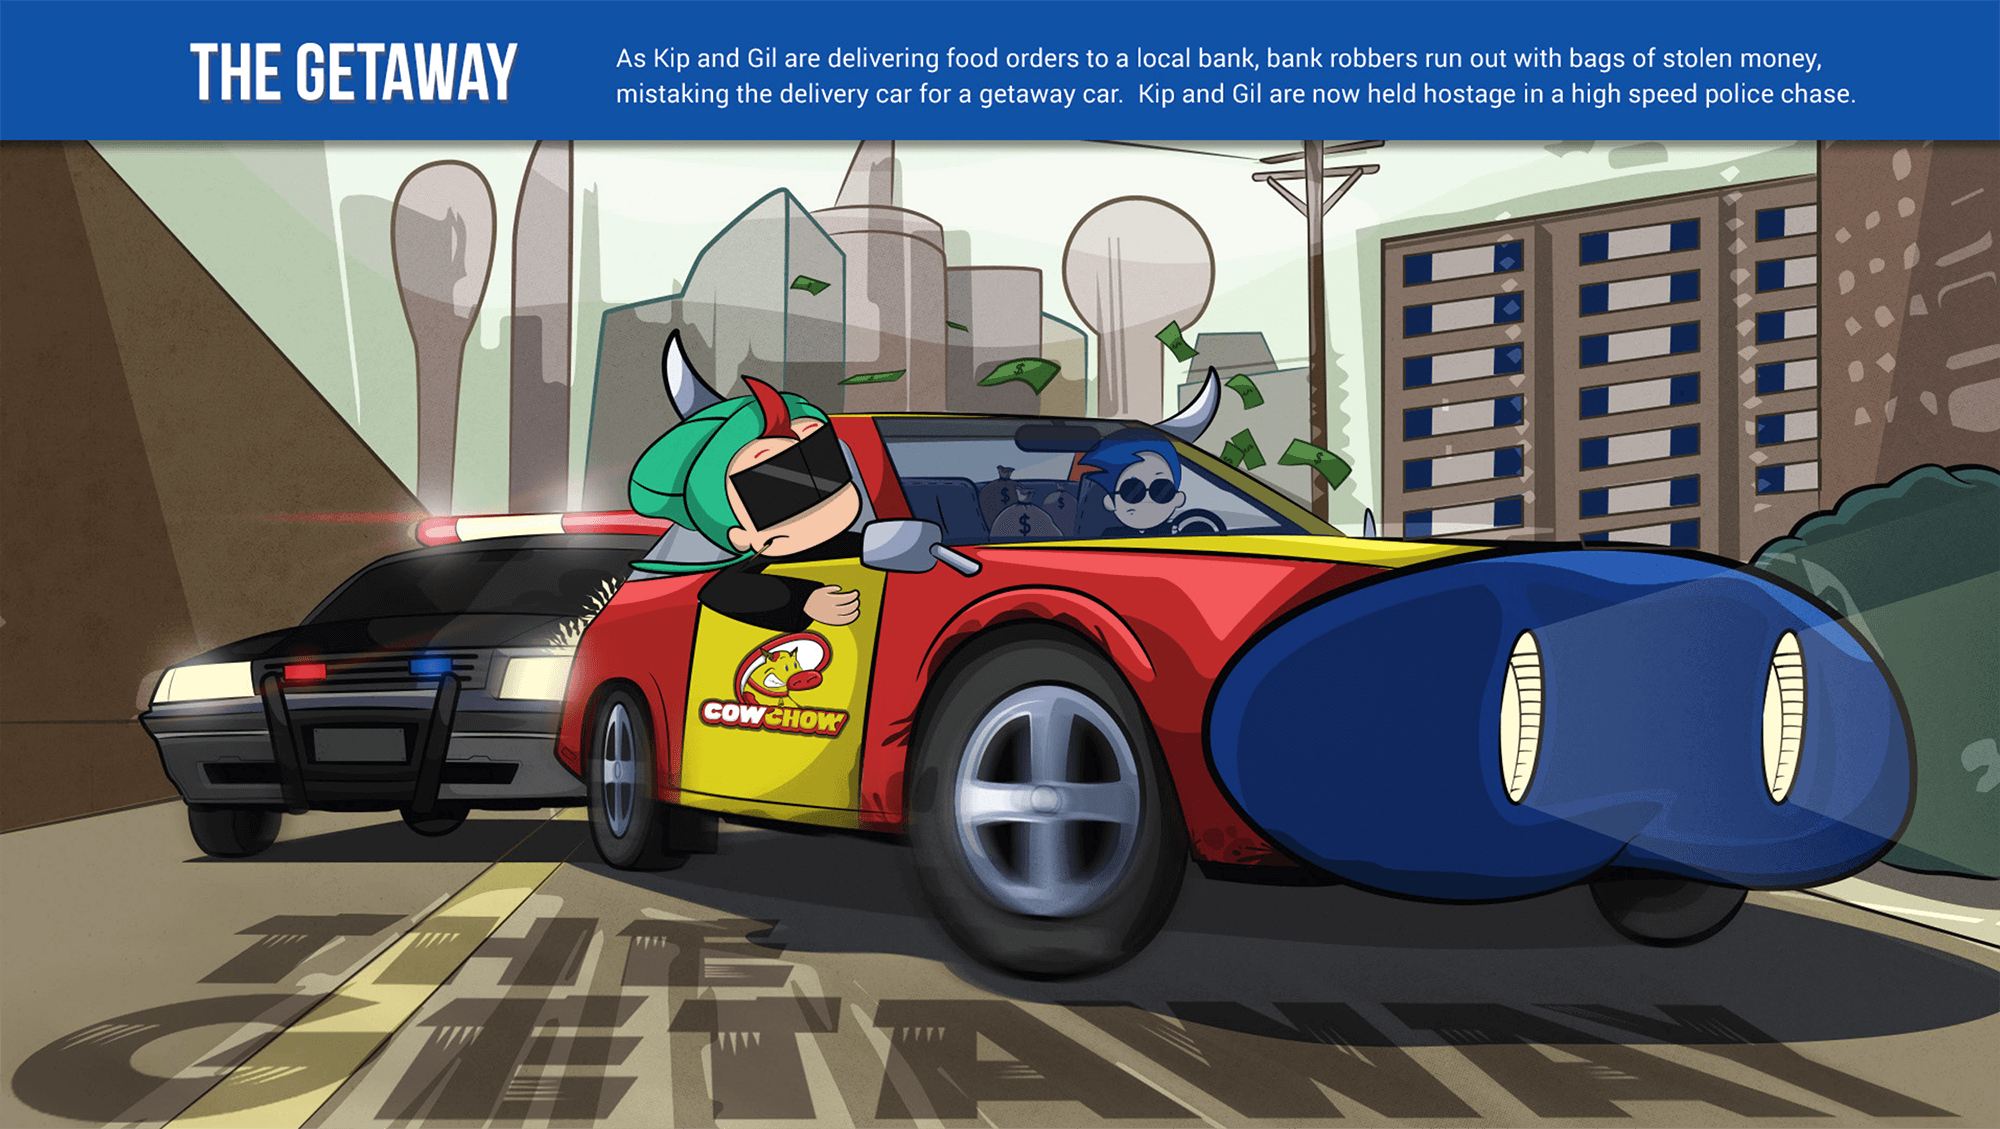 THE GETAWAY
As Kip and Gil are delivering food orders to a local bank, bank robbers run out with bags of stolen money,
mistaking the delivery car for a getaway car.  Kip and Gil are now held hostage in a high speed police chase.
$
$
$
COWCHOW
THE
GETAWAY